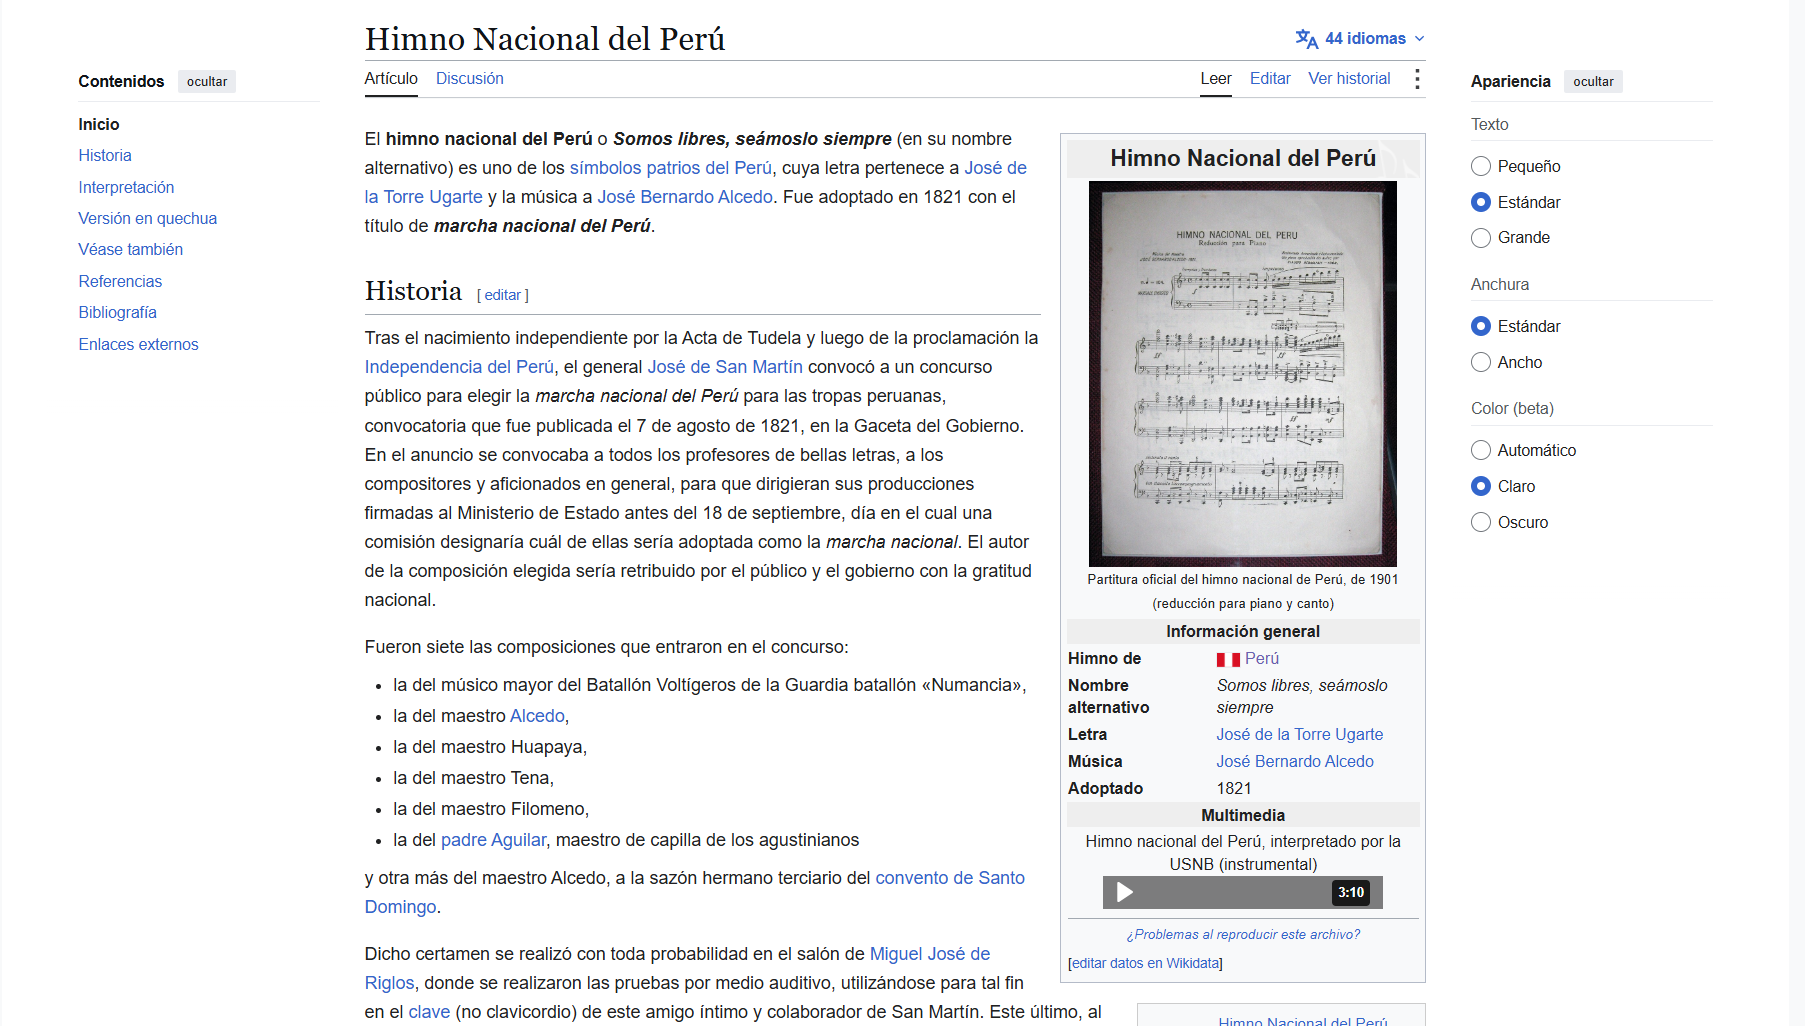 Himno Nacional del Perú
44 idiomas
Contenidos
ocultar
Inicio
Historia
Interpretación
Versión en quechua
Véase también
Referencias
Bibliografía
Enlaces externos
Artículo
Discusión
Leer
Editar
Ver historial
El himno nacional del Perú o Somos libres, seámoslo siempre (en su nombre
alternativo) es uno de los símbolos patrios del Perú, cuya letra pertenece a José de
la Torre Ugarte y la música a José Bernardo Alcedo. Fue adoptado en 1821 con el
título de marcha nacional del Perú.
Historia [ editar ]
Tras el nacimiento independiente por la Acta de Tudela y luego de la proclamación la
Independencia del Perú, el general José de San Martín convocó a un concurso
público para elegir la marcha nacional del Perú para las tropas peruanas,
convocatoria que fue publicada el 7 de agosto de 1821, en la Gaceta del Gobierno.
En el anuncio se convocaba a todos los profesores de bellas letras, a los
compositores y aficionados en general, para que dirigieran sus producciones
firmadas al Ministerio de Estado antes del 18 de septiembre, día en el cual una
comisión designaría cuál de ellas sería adoptada como la marcha nacional. El autor
de la composición elegida sería retribuido por el público y el gobierno con la gratitud
nacional.
Fueron siete las composiciones que entraron en el concurso:
• la del músico mayor del Batallón Voltígeros de la Guardia batallón «Numancia»,
• la del maestro Alcedo,
• la del maestro Huapaya,
• la del maestro Tena,
• la del maestro Filomeno,
• la del padre Aguilar, maestro de capilla de los agustinianos
y otra más del maestro Alcedo, a la sazón hermano terciario del convento de Santo
Domingo.
Dicho certamen se realizó con toda probabilidad en el salón de Miguel José de
Riglos, donde se realizaron las pruebas por medio auditivo, utilizándose para tal fin
en el clave (no clavicordio) de este amigo íntimo y colaborador de San Martín. Este último, al
Himno Nacional del Perú
HIMNO NACIONAL DEL PERU
Reducción para Piano
Partitura oficial del himno nacional de Perú, de 1901
(reducción para piano y canto)
Información general
Himno de Perú
Nombre alternativo Somos libres, seámoslo siempre
Letra José de la Torre Ugarte
Música José Bernardo Alcedo
Adoptado 1821
Multimedia
Himno nacional del Perú, interpretado por la
USNB (instrumental)
3:10
¿Problemas al reproducir este archivo?
[editar datos en Wikidata]
Himno Nacional del Perú
Apariencia
ocultar
Texto
Pequeño
Estándar
Grande
Anchura
Estándar
Ancho
Color (beta)
Automático
Claro
Oscuro